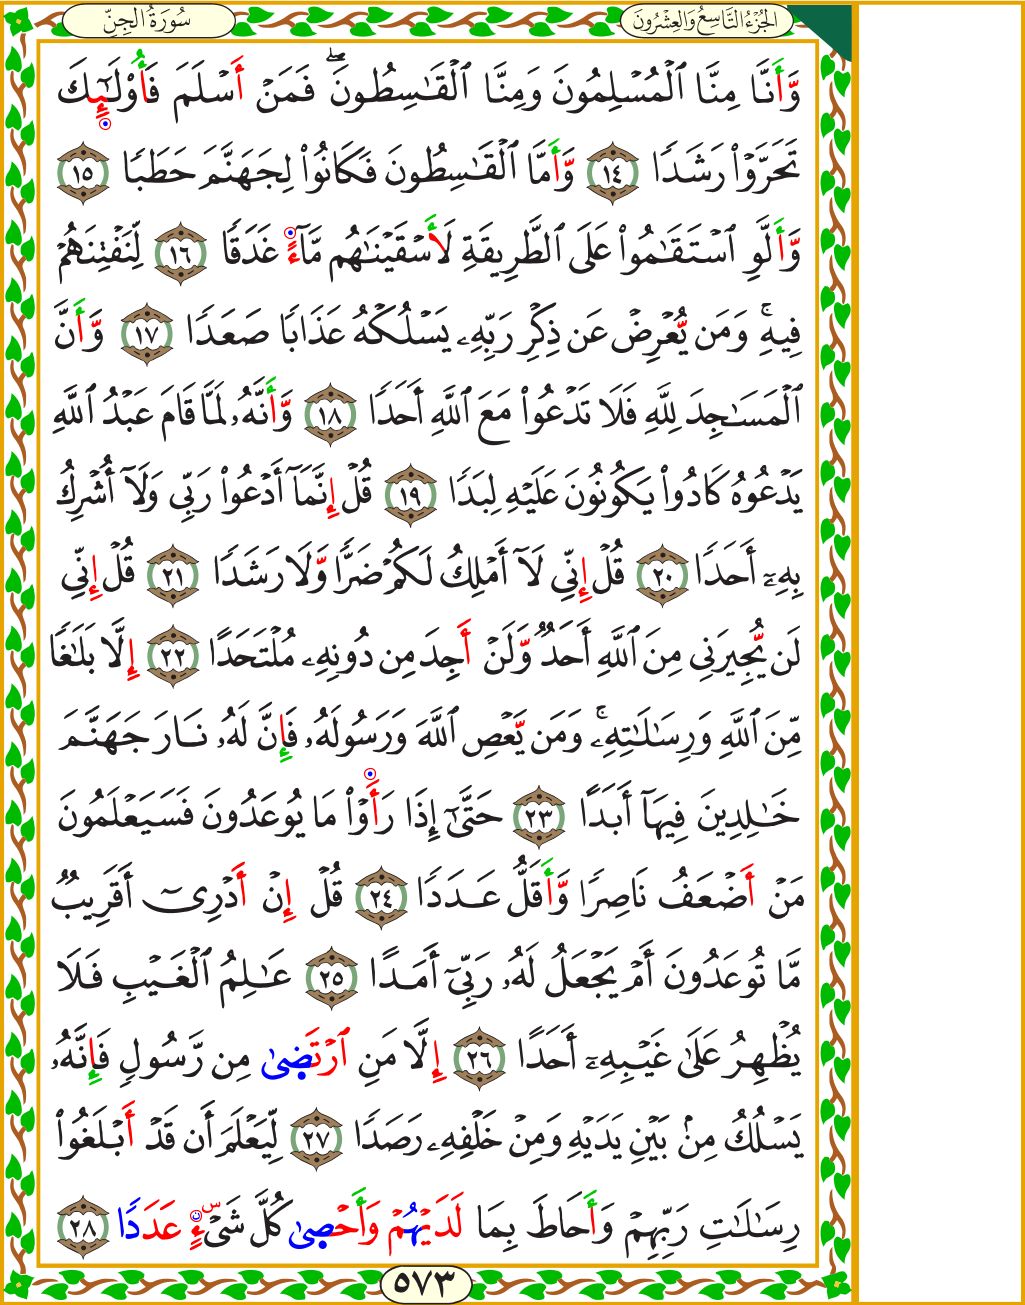 الجُزْءُ التَّاسِعُ وَالعِشْرُونَ
سُورَةُ الجِنِّ
وَأَنَّا مِنَّا ٱلْمُسْلِمُونَ وَمِنَّا ٱلْقَٰسِطُونَۖ فَمَنْ أَسْلَمَ فَأُو۟لَٰٓئِكَ
تَحَرَّوْا۟ رَشَدًا ١٤ وَأَمَّا ٱلْقَٰسِطُونَ فَكَانُوا۟ لِجَهَنَّمَ حَطَبًا ١٥
وَّأَلَّوِ ٱسْتَقَٰمُوا۟ عَلَى ٱلطَّرِيقَةِ لَأَسْقَيْنَٰهُم مَّآءً غَدَقًا ١٦ لِّنَفْتِنَهُمْ
فِيهِۚ وَمَن يُعْرِضْ عَن ذِكْرِ رَبِّهِۦ يَسْلُكْهُ عَذَابًا صَعَدًا ١٧ وَّأَنَّ
ٱلْمَسَٰجِدَ لِلَّهِ فَلَا تَدْعُوا۟ مَعَ ٱللَّهِ أَحَدًا ١٨ وَّأَنَّهُۥ لَمَّا قَامَ عَبْدُ ٱللَّهِ
يَدْعُوهُ كَادُوا۟ يَكُونُونَ عَلَيْهِ لِبَدًا ١٩ قُلْ إِنَّمَآ أَدْعُوا۟ رَبِّى وَلَآ أُشْرِكُ
بِهِۦٓ أَحَدًا ٢٠ قُلْ إِنِّى لَآ أَمْلِكُ لَكُمْ ضَرًّا وَّلَا رَشَدًا ٢١ قُلْ إِنِّى
لَن يُّجِيرَنِى مِنَ ٱللَّهِ أَحَدٌ وَّلَنْ أَجِدَ مِن دُونِهِۦ مُلْتَحَدًا ٢٢ إِلَّا بَلَٰغًا
مِّنَ ٱللَّهِ وَرِسَٰلَٰتِهِۦۚ وَمَن يَّعْصِ ٱللَّهَ وَرَسُولَهُۥ فَإِنَّ لَهُۥ نَارَ جَهَنَّمَ
خَٰلِدِينَ فِيهَآ أَبَدًا ٢٣ حَتَّىٰٓ إِذَا رَأَوْا۟ مَا يُوعَدُونَ فَسَيَعْلَمُونَ
مَنْ أَضْعَفُ نَاصِرًا وَّأَقَلُّ عَدَدًا ٢٤ قُلْ إِنْ أَدْرِىٓ أَقَرِيبٌ
مَّا تُوعَدُونَ أَمْ يَجْعَلُ لَهُۥ رَبِّىٓ أَمَدًا ٢٥ عَٰلِمُ ٱلْغَيْبِ فَلَا
يُظْهِرُ عَلَىٰ غَيْبِهِۦٓ أَحَدًا ٢٦ إِلَّا مَنِ ٱرْتَضَىٰ مِن رَّسُولٍ فَإِنَّهُۥ
يَسْلُكُ مِنۢ بَيْنِ يَدَيْهِ وَمِنْ خَلْفِهِۦ رَصَدًا ٢٧ لِّيَعْلَمَ أَن قَدْ أَبْلَغُوا۟
رِسَٰلَٰتِ رَبِّهِمْ وَأَحَاطَ بِمَا لَدَيْهُمْ وَأَحْصَىٰ كُلَّ شَىْءٍ عَدَدًا ٢٨
٥٧٣